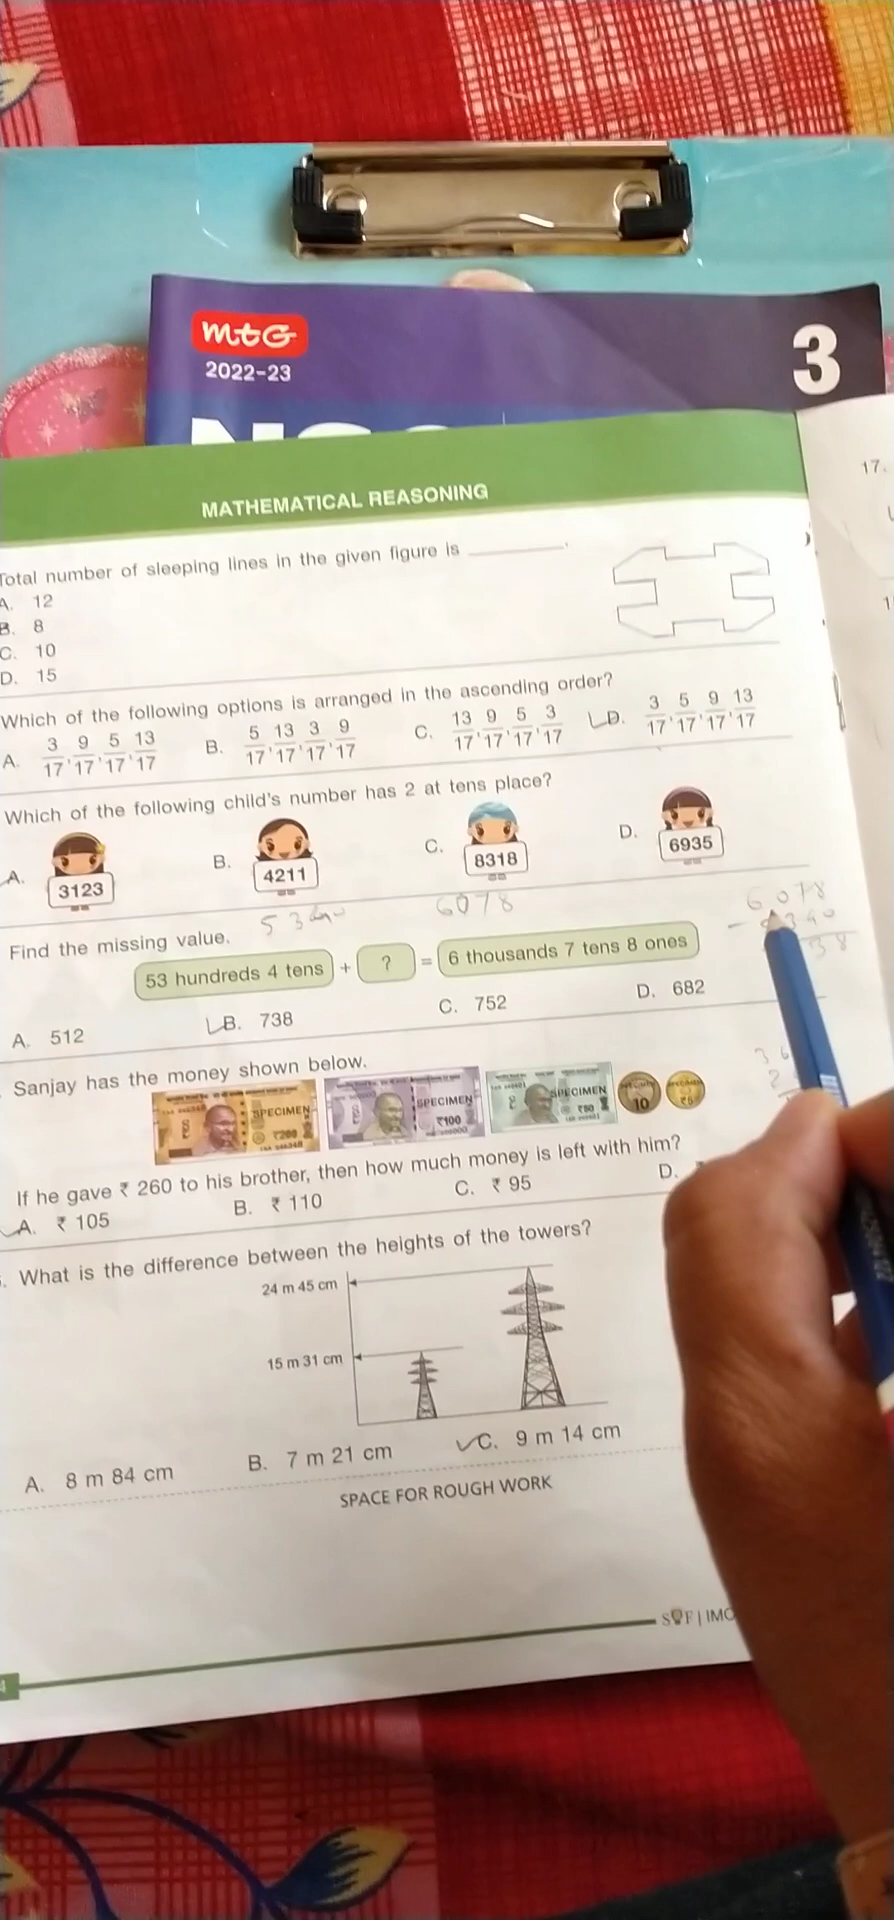 mtG
2022-23
3
MATHEMATICAL REASONING
17.
Total number of sleeping lines in the given figure is ________.
A. 12
B. 8
C. 10
D. 15
Which of the following options is arranged in the ascending order?
A. 3/17, 9/17, 5/17, 13/17 B. 5/17, 13/17, 3/17, 9/17 C. 13/17, 9/17, 5/17, 3/17 D. 3/17, 5/17, 9/17, 13/17
Which of the following child's number has 2 at tens place?
A. 3123 B. 4211 C. 8318 D. 6935
6078
6078
38
Find the missing value.
53 hundreds 4 tens + ? = 6 thousands 7 tens 8 ones
A. 512 B. 738 C. 752 D. 682
Sanjay has the money shown below.
SPECIMEN ₹200 SPECIMEN ₹100 SPECIMEN ₹50 10 ₹5
If he gave ₹ 260 to his brother, then how much money is left with him?
A. ₹ 105 B. ₹ 110 C. ₹ 95 D.
. What is the difference between the heights of the towers?
24 m 45 cm
15 m 31 cm
A. 8 m 84 cm B. 7 m 21 cm C. 9 m 14 cm
SPACE FOR ROUGH WORK
SOF | IMO